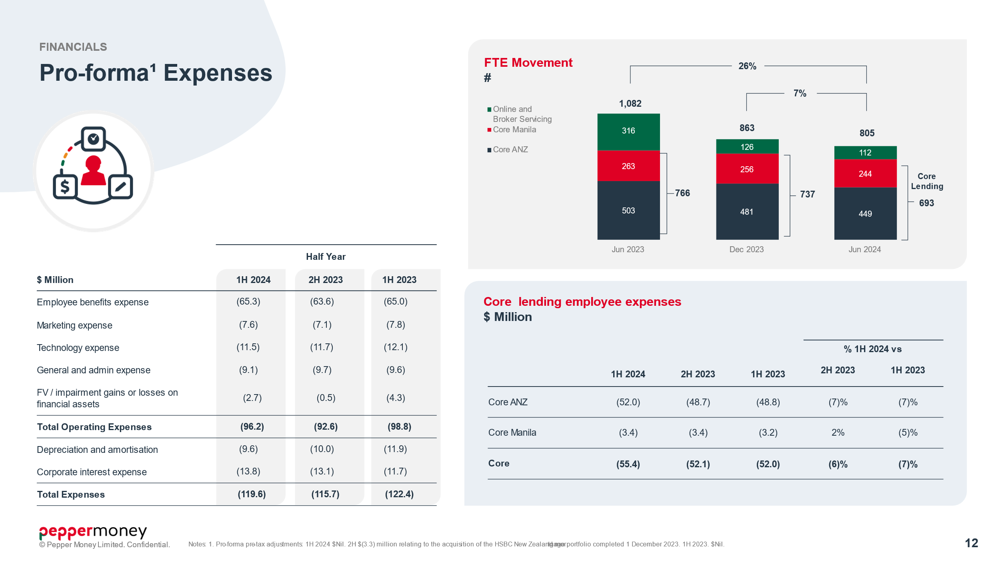 FINANCIALS
Pro-forma¹ Expenses
Half Year
$ Million 1H 2024 2H 2023 1H 2023
Employee benefits expense (65.3) (63.6) (65.0)
Marketing expense (7.6) (7.1) (7.8)
Technology expense (11.5) (11.7) (12.1)
General and admin expense (9.1) (9.7) (9.6)
FV / impairment gains or losses on
financial assets (2.7) (0.5) (4.3)
Total Operating Expenses (96.2) (92.6) (98.8)
Depreciation and amortisation (9.6) (10.0) (11.9)
Corporate interest expense (13.8) (13.1) (11.7)
Total Expenses (119.6) (115.7) (122.4)
FTE Movement
#
26%
7%
Online and
Broker Servicing
Core Manila
Core ANZ
1,082 863 805
316 126 112
263 256 244
503 481 449
766 737
Core
Lending
693
Jun 2023 Dec 2023 Jun 2024
Core lending employee expenses
$ Million
% 1H 2024 vs
1H 2024 2H 2023 1H 2023 2H 2023 1H 2023
Core ANZ (52.0) (48.7) (48.8) (7)% (7)%
Core Manila (3.4) (3.4) (3.2) 2% (5)%
Core (55.4) (52.1) (52.0) (6)% (7)%
peppermoney
© Pepper Money Limited. Confidential.
Notes: 1. Pro-forma pre-tax adjustments: 1H 2024 $Nil. 2H $(3.3) million relating to the acquisition of the HSBC New Zealand portfolio completed 1 December 2023. 1H 2023. $Nil.
12